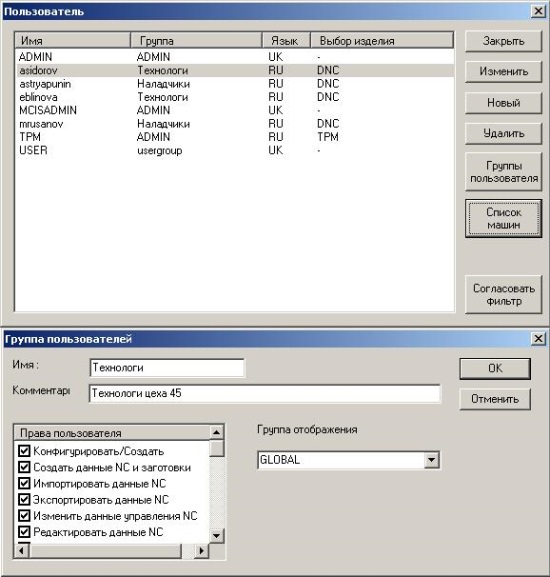 Пользователь
Имя Группа Язык Выбор изделия
ADMIN ADMIN UK -
asidorov Технологи RU DNC
astryapunin Наладчики RU DNC
eblinova Технологи RU DNC
MCISADMIN ADMIN UK -
mrusanov Наладчики RU DNC
TPM ADMIN RU TPM
USER usergroup UK -
Закрыть
Изменить
Новый
Удалить
Группы
пользователя
Список
машин
Согласовать
фильтр
Группа пользователей
Имя : Технологи
Комментарı Технологи цеха 45
OK
Отменить
Права пользователя
Конфигурировать/Создать
Создать данные NC и заготовки
Импортировать данные NC
Экспортировать данные NC
Изменить данные управления NC
Редактировать данные NC
Группа отображения
GLOBAL